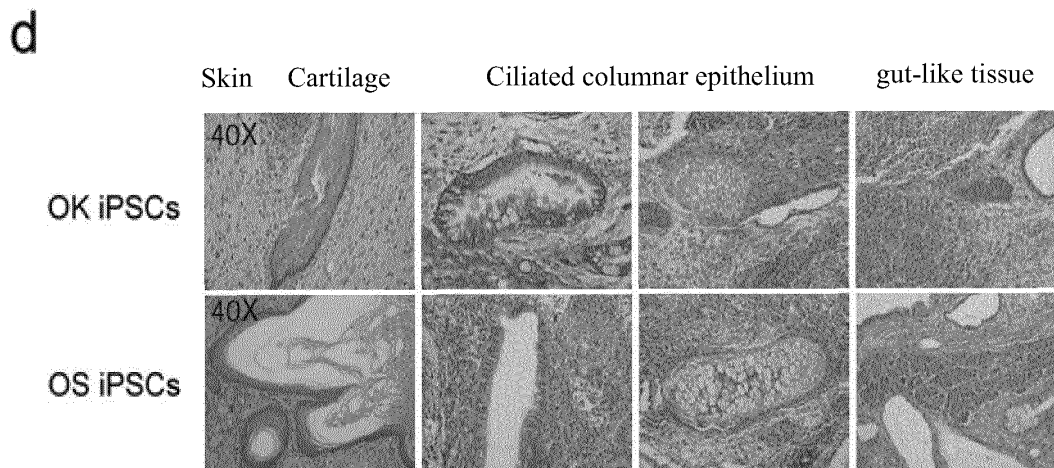 d
Skin Cartilage Ciliated columnar epithelium gut-like tissue
OK iPSCs 40X
OS iPSCs 40X